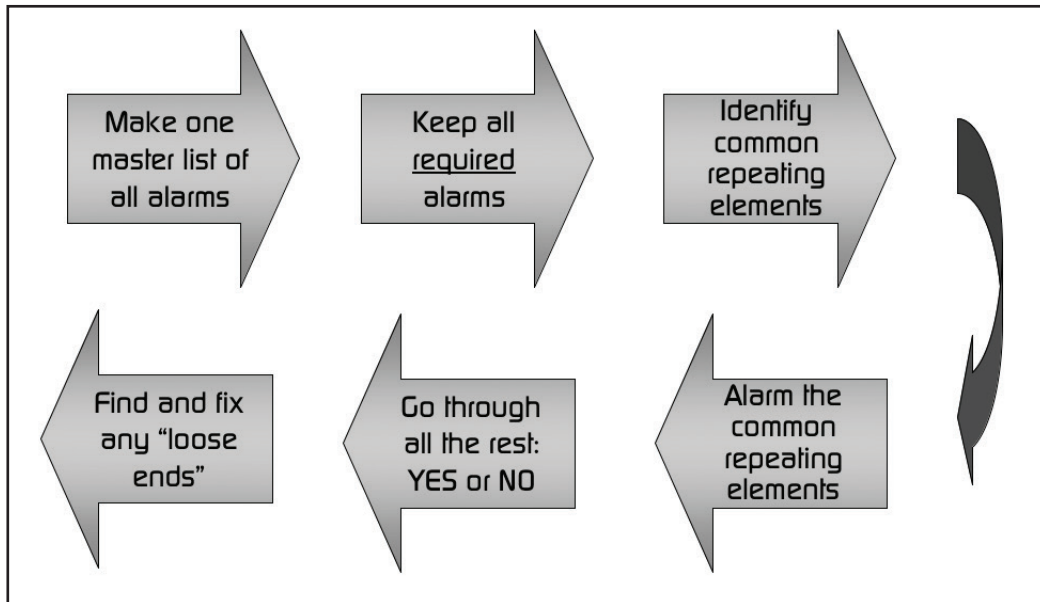 Make one
master list of
all alarms
Keep all
required
alarms
Identify
common
repeating
elements
Alarm the
common
repeating
elements
Go through
all the rest:
YES or NO
Find and fix
any “loose
ends”